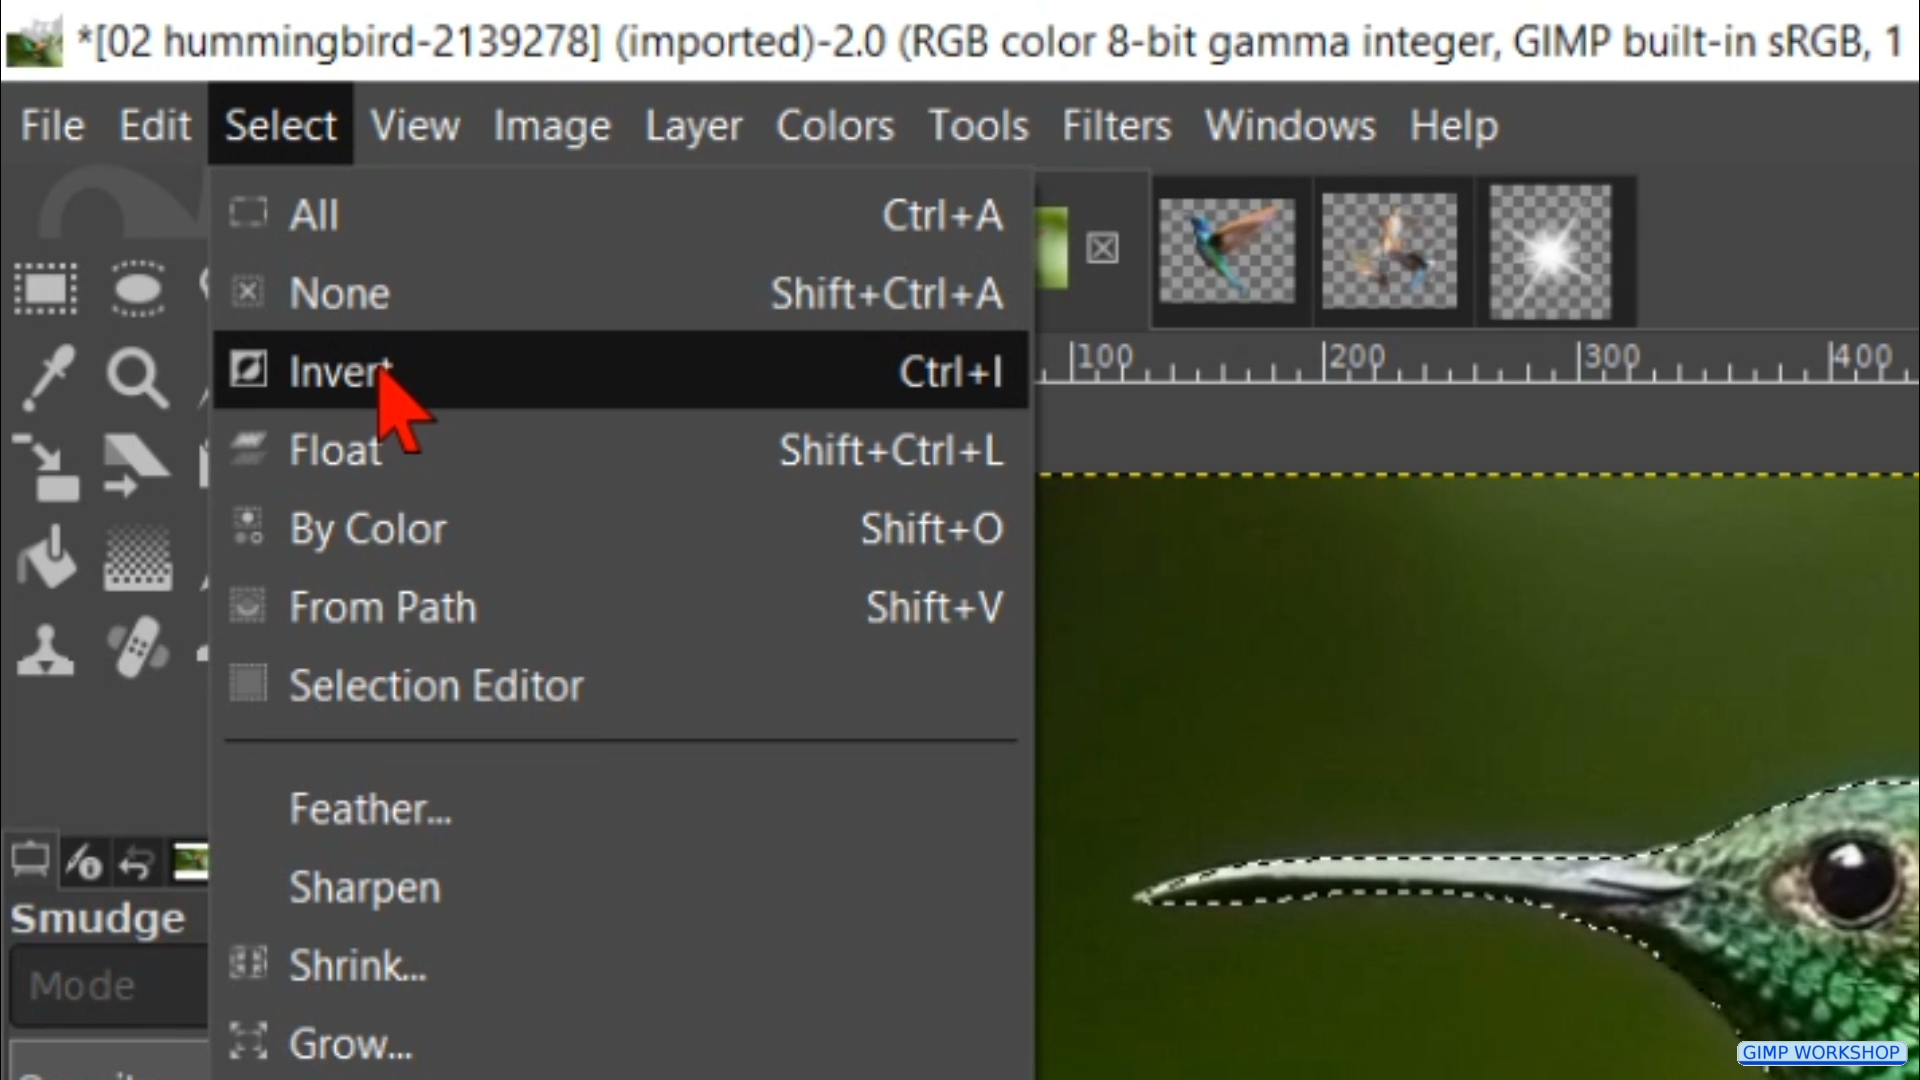 *[02 hummingbird-2139278] (imported)-2.0 (RGB color 8-bit gamma integer, GIMP built-in sRGB, 1
File Edit Select View Image Layer Colors Tools Filters Windows Help
All Ctrl+A
None Shift+Ctrl+A
Invert Ctrl+I
100 200 300 400
Float Shift+Ctrl+L
By Color Shift+O
From Path Shift+V
Selection Editor
Feather...
Sharpen
Smudge
Shrink...
Mode
Grow...
GIMP WORKSHOP